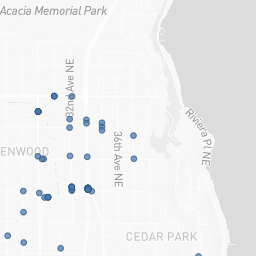 Acacia Memorial Park
32nd Ave NE
Riviera Pl NE
36th Ave NE
ENWOOD
CEDAR PARK